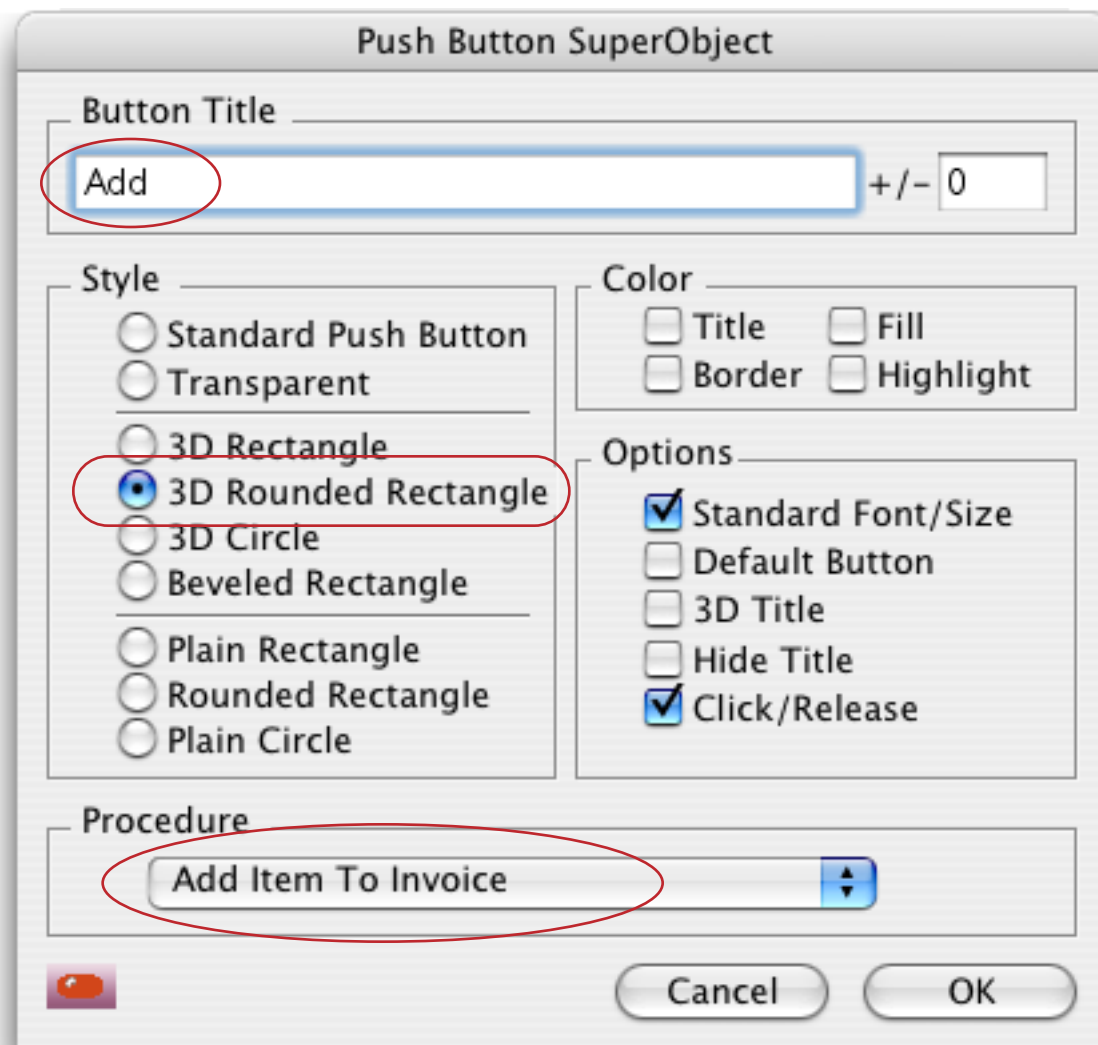 Push Button SuperObject
Button Title
Add
+/- 0
Style
Standard Push Button
Transparent
3D Rectangle
3D Rounded Rectangle
3D Circle
Beveled Rectangle
Plain Rectangle
Rounded Rectangle
Plain Circle
Color
Title Fill
Border Highlight
Options
Standard Font/Size
Default Button
3D Title
Hide Title
Click/Release
Procedure
Add Item To Invoice
Cancel OK